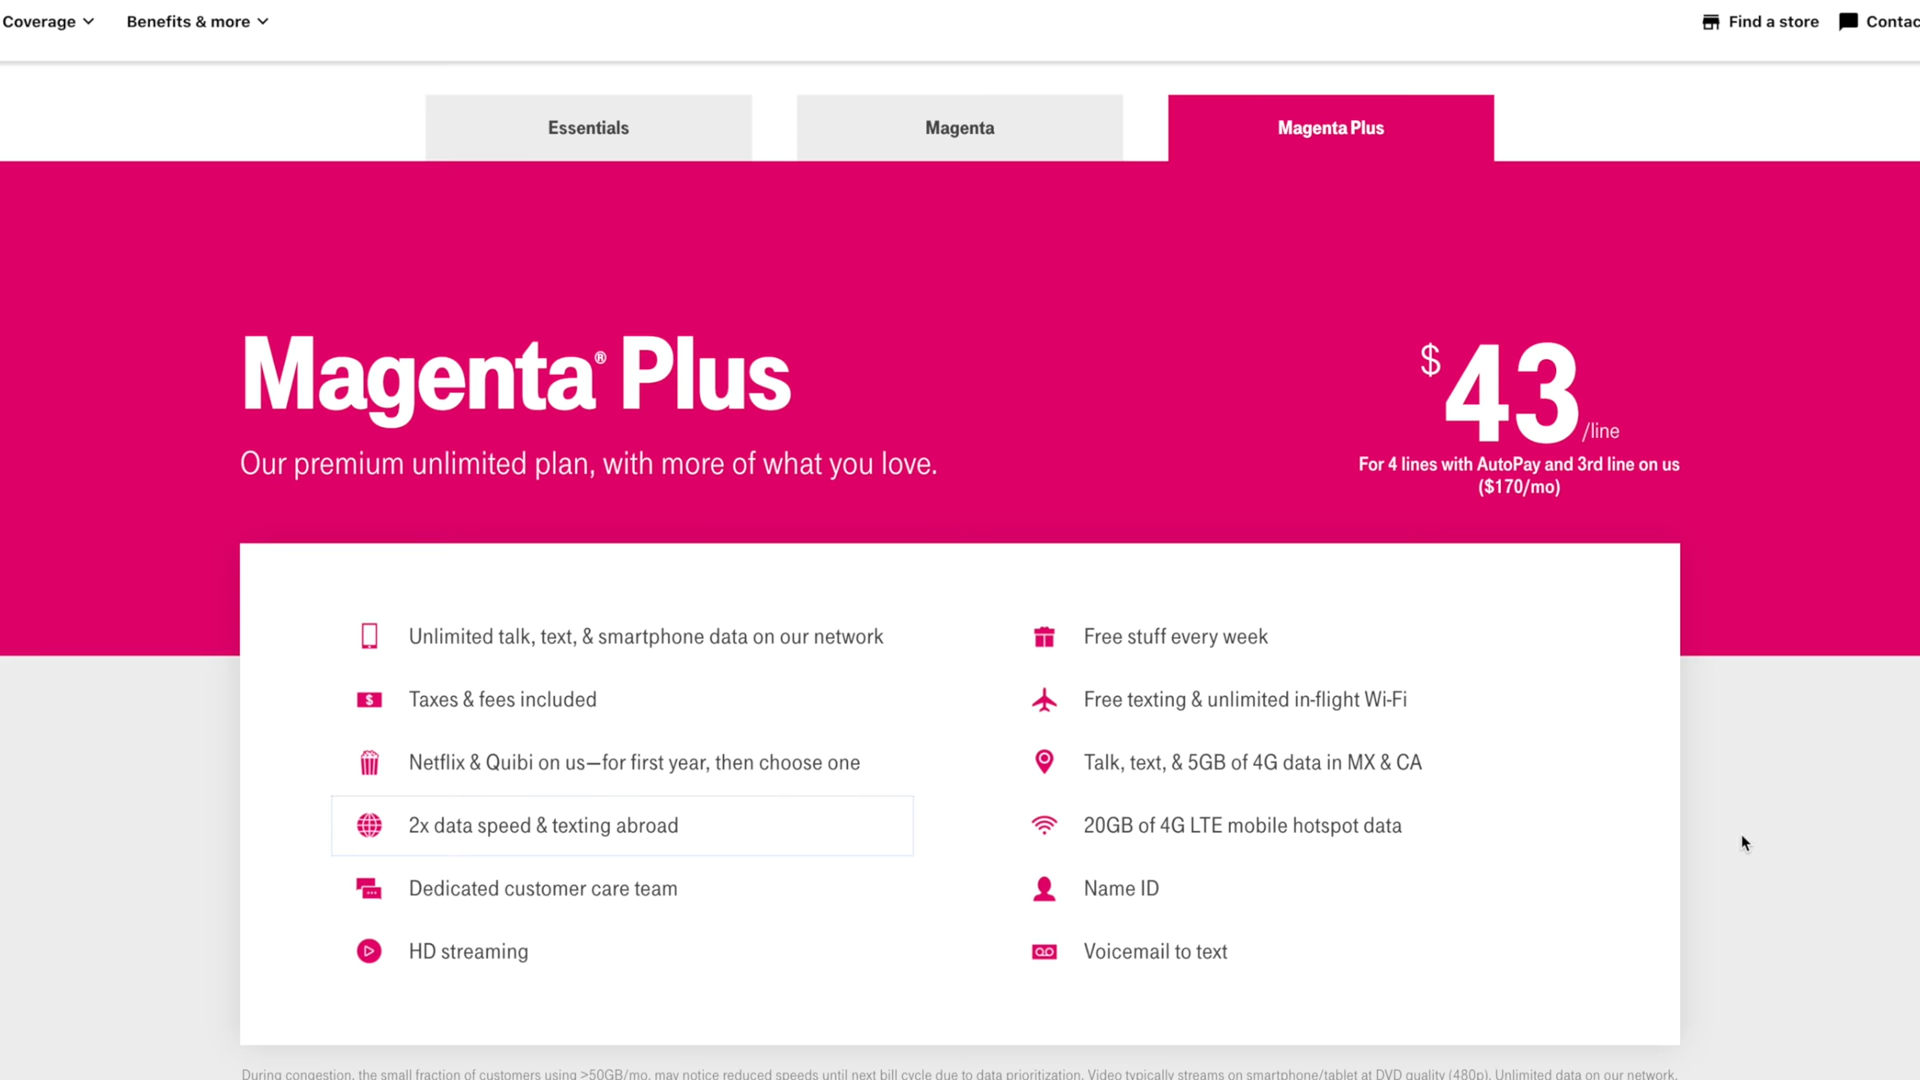 Coverage
Benefits & more
Find a store
Contac
Essentials
Magenta
Magenta Plus
Magenta® Plus
Our premium unlimited plan, with more of what you love.
$43/line
For 4 lines with AutoPay and 3rd line on us
($170/mo)
Unlimited talk, text, & smartphone data on our network
Taxes & fees included
Netflix & Quibi on us—for first year, then choose one
2x data speed & texting abroad
Dedicated customer care team
HD streaming
Free stuff every week
Free texting & unlimited in-flight Wi-Fi
Talk, text, & 5GB of 4G data in MX & CA
20GB of 4G LTE mobile hotspot data
Name ID
Voicemail to text
During congestion, the small fraction of customers using >50GB/mo. may notice reduced speeds until next bill cycle due to data prioritization. Video typically streams on smartphone/tablet at DVD quality (480p). Unlimited data on our network.